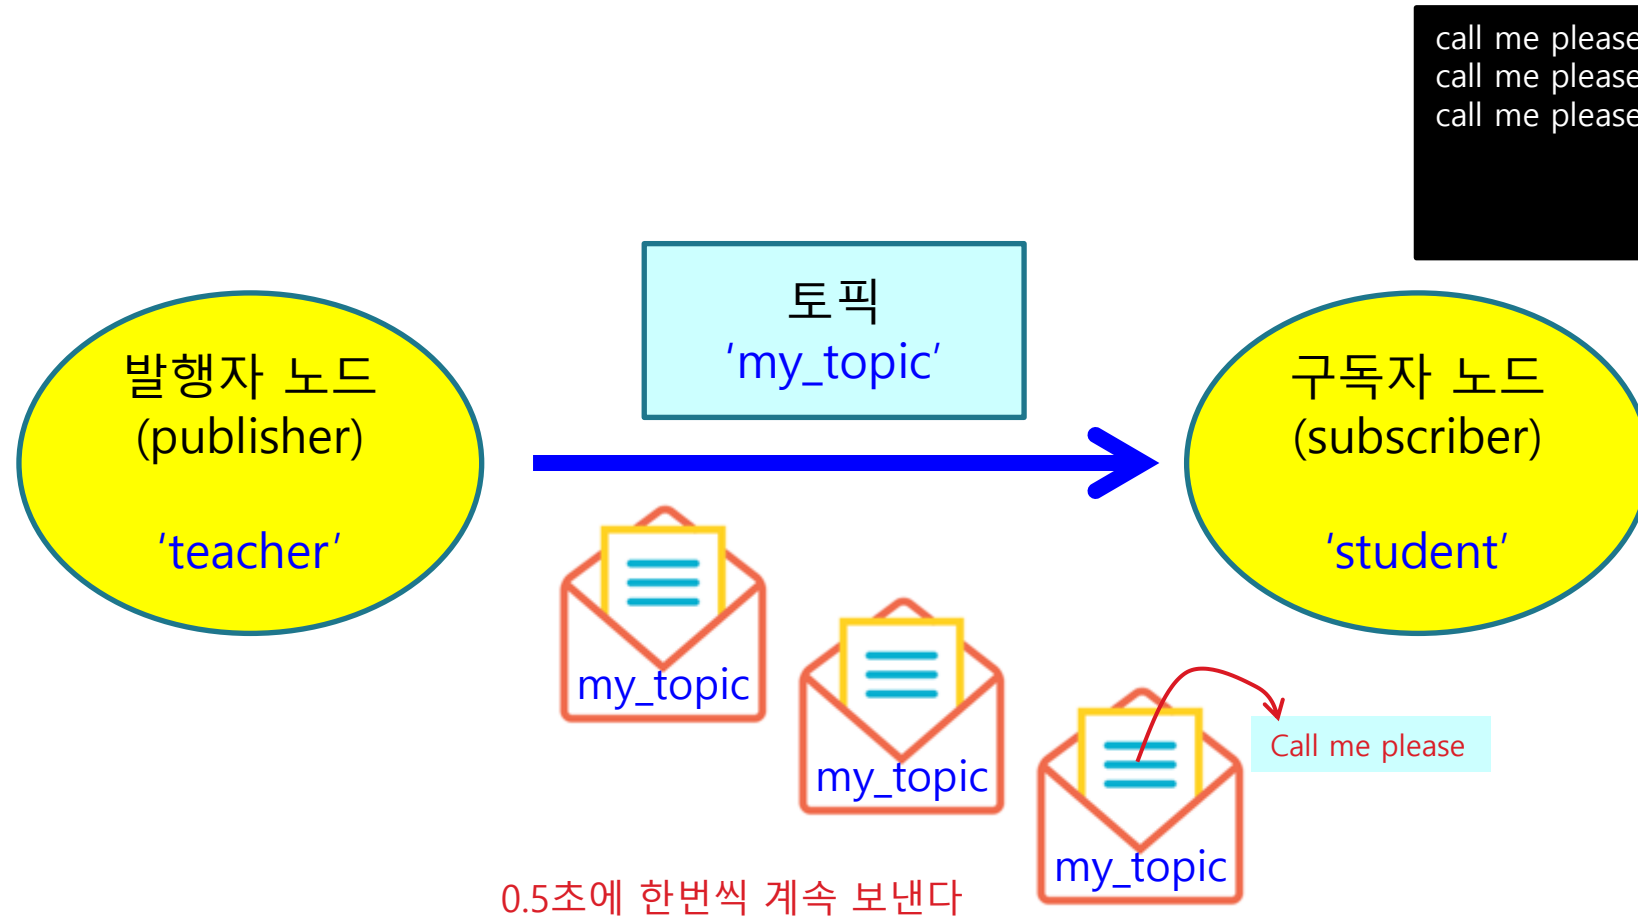 call me please
call me please
call me please
토픽
‘my_topic’
발행자 노드
(publisher)
‘teacher’
구독자 노드
(subscriber)
‘student’
my_topic
my_topic
my_topic
Call me please
0.5초에 한번씩 계속 보낸다